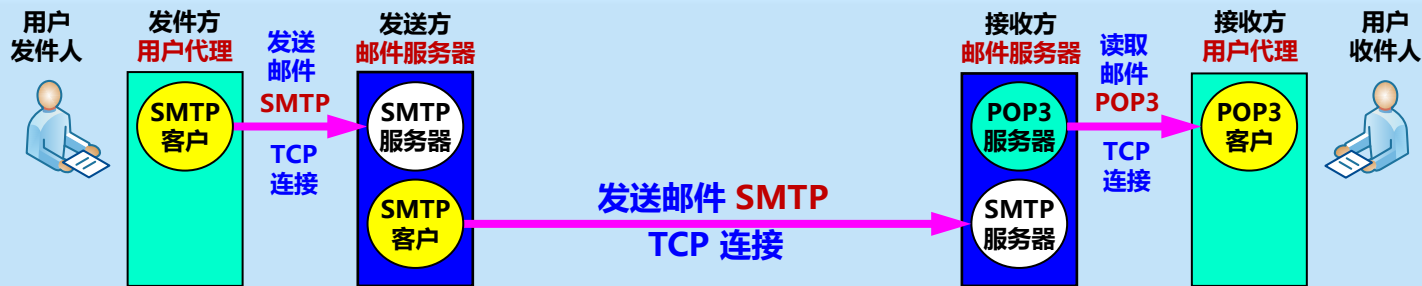 用户
发件人
发件方
用户代理
发送
邮件
SMTP
TCP
连接
SMTP
客户
发送方
邮件服务器
SMTP
服务器
SMTP
客户
发送邮件 SMTP
TCP 连接
接收方
邮件服务器
POP3
服务器
SMTP
服务器
读取
邮件
POP3
TCP
连接
接收方
用户代理
POP3
客户
用户
收件人